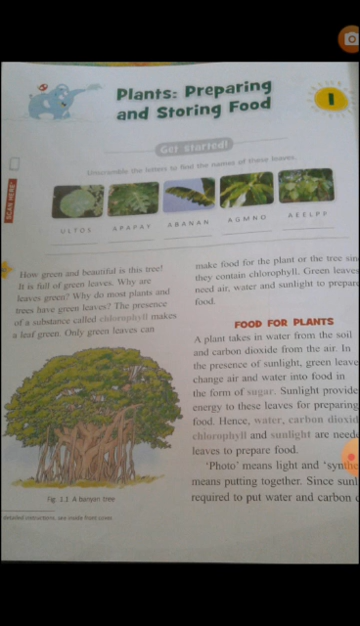 Plants: Preparing
and Storing Food
1
Get started!
Unscramble the letters to find the names of these leaves.
SCAN HERE
ULTOS
APAPAY
ABANAN
AGMNO
AEELPP
How green and beautiful is this tree!
It is full of green leaves. Why are
leaves green? Why do most plants and
trees have green leaves? The presence
of a substance called chlorophyll makes
a leaf green. Only green leaves can
Fig. 1.1 A banyan tree
detailed instructions, see inside front cover.
make food for the plant or the tree
they contain chlorophyll. Green leaves
need air, water and sunlight to
food.
FOOD FOR PLANTS
A plant takes in water from the soil
and carbon dioxide from the air. In
the presence of sunlight, green
change air and water into food in
the form of sugar. Sunlight
energy to these leaves for preparing
food. Hence, water, carbon
chlorophyll and sunlight are
leaves to prepare food.
'Photo' means light and
means putting together. Since
required to put water and carbon